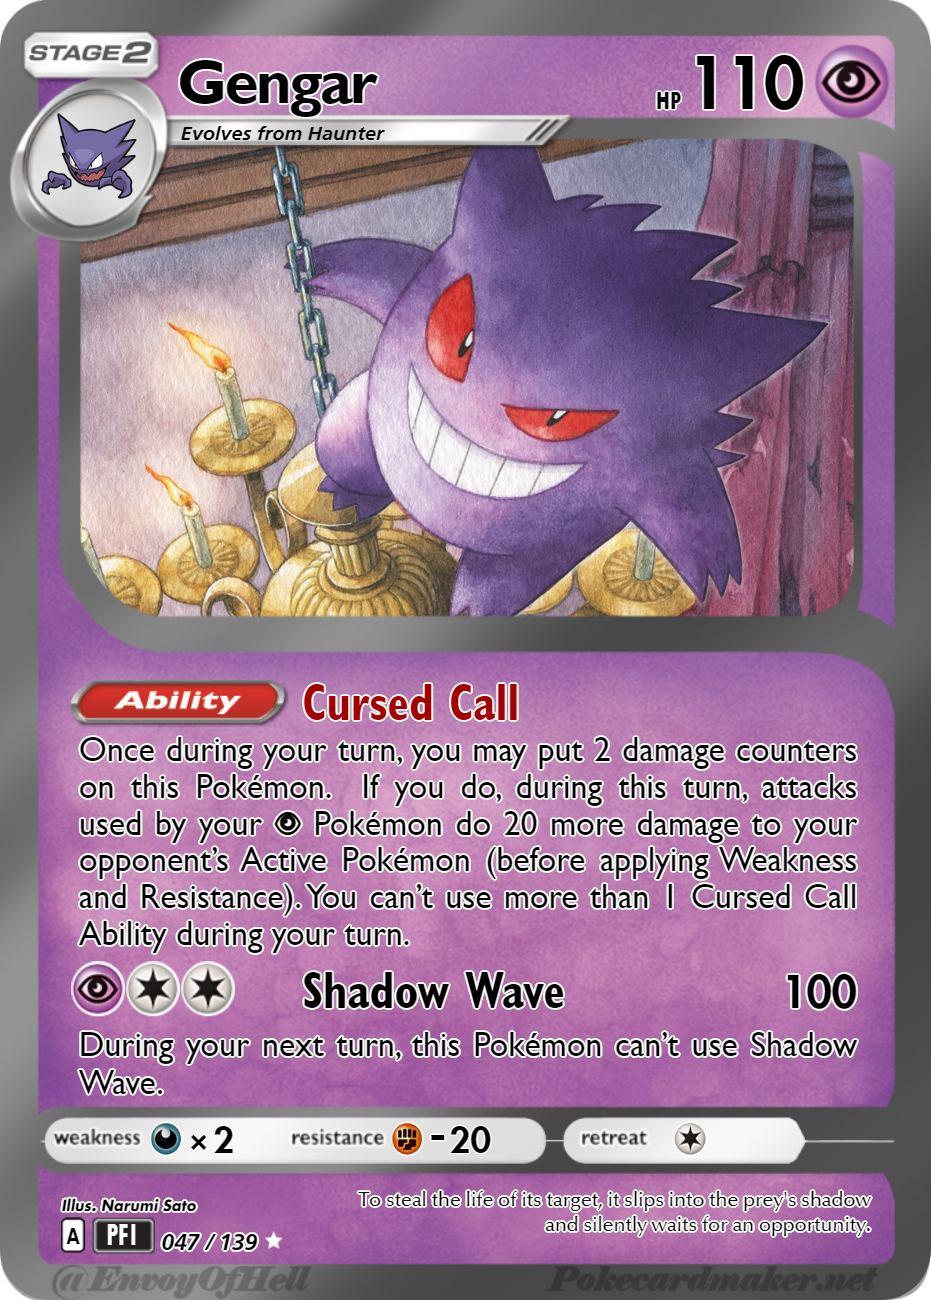 STAGE2
Gengar
HP 110
Evolves from Haunter
Ability Cursed Call
Once during your turn, you may put 2 damage counters
on this Pokémon. If you do, during this turn, attacks
used by your Pokémon do 20 more damage to your
opponent's Active Pokémon (before applying Weakness
and Resistance). You can't use more than 1 Cursed Call
Ability during your turn.
Shadow Wave 100
During your next turn, this Pokémon can't use Shadow
Wave.
weakness ×2 resistance -20 retreat
Illus. Narumi Sato
A PFI 047 / 139
To steal the life of its target, it slips into the prey's shadow
and silently waits for an opportunity.
@EnvoyOfHell
Pokecardmaker.net